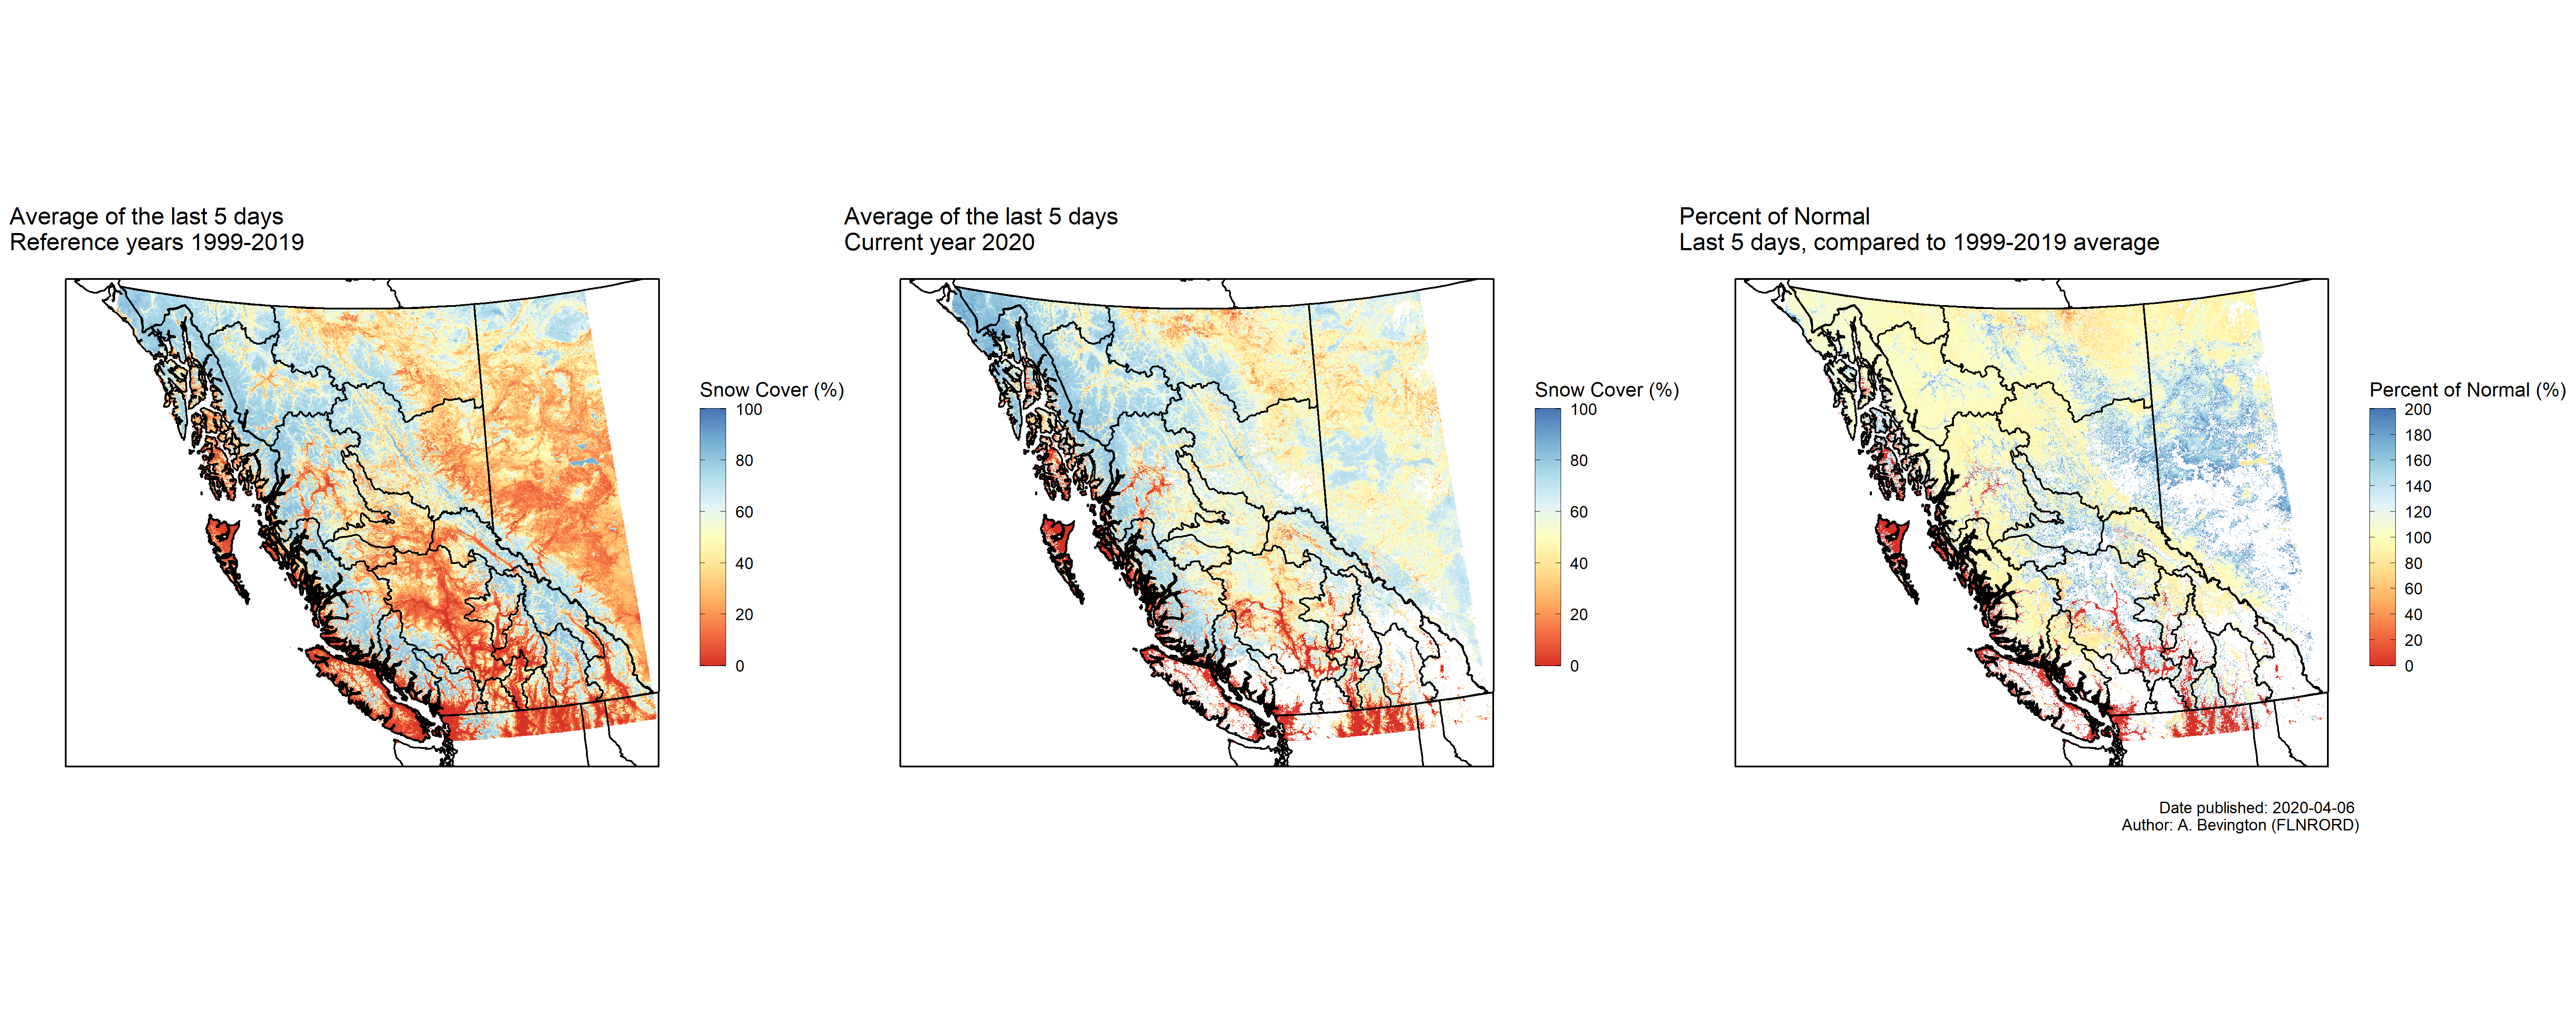 Average of the last 5 days
Reference years 1999-2019
Snow Cover (%)
100
80
60
40
20
0
Average of the last 5 days
Current year 2020
Snow Cover (%)
100
80
60
40
20
0
Percent of Normal
Last 5 days, compared to 1999-2019 average
Percent of Normal (%)
200
180
160
140
120
100
80
60
40
20
0
Date published: 2020-04-06
Author: A. Bevington (FLNRORD)